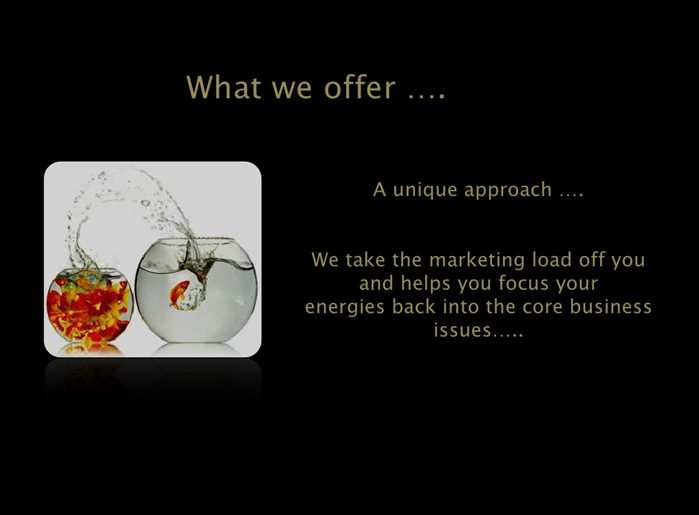 What we offer ….
A unique approach ….
We take the marketing load off you
and helps you focus your
energies back into the core business
issues…..